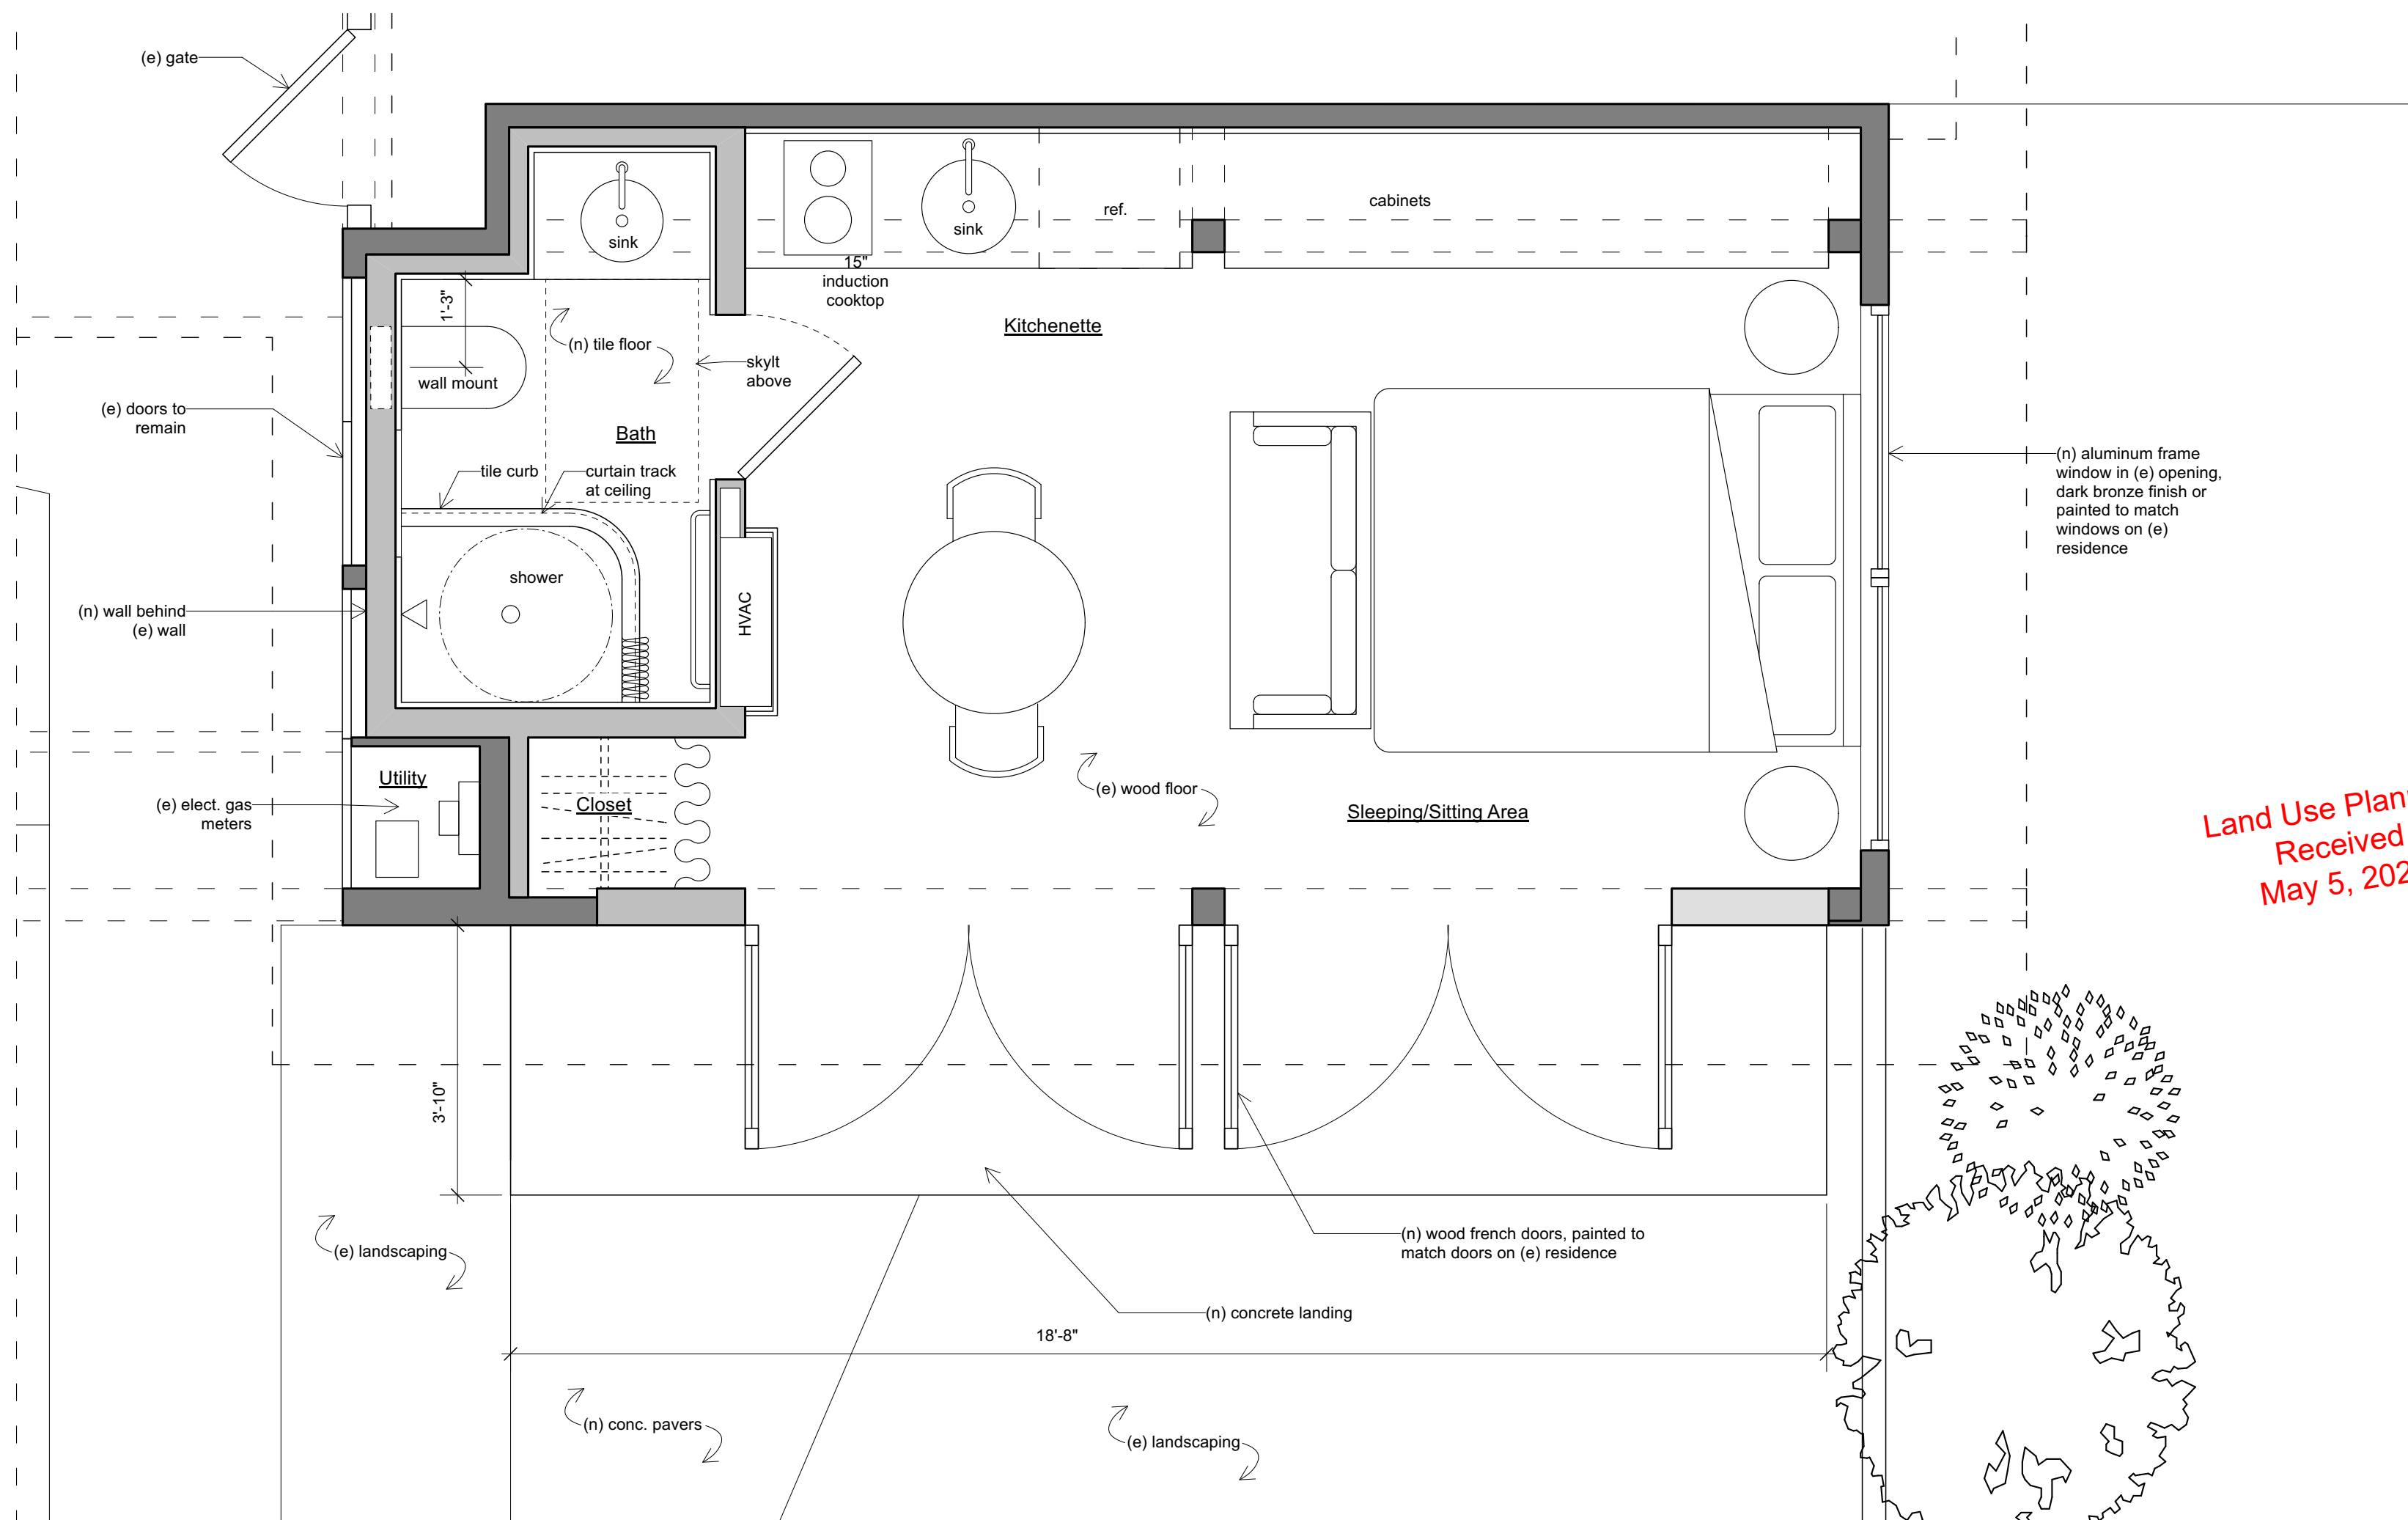 (e) gate
sink
sink
ref.
cabinets
15"
induction
cooktop
1'-3"
Kitchenette
(n) tile floor
skylt
above
wall mount
(e) doors to
remain
Bath
tile curb
curtain track
at ceiling
(n) aluminum frame
window in (e) opening,
dark bronze finish or
painted to match
windows on (e)
residence
shower
HVAC
(n) wall behind
(e) wall
Utility
(e) elect. gas
meters
Closet
(e) wood floor
Sleeping/Sitting Area
Land Use Plan
Received
May 5, 202
3'-10"
(e) landscaping
(n) wood french doors, painted to
match doors on (e) residence
(n) concrete landing
18'-8"
(n) conc. pavers
(e) landscaping